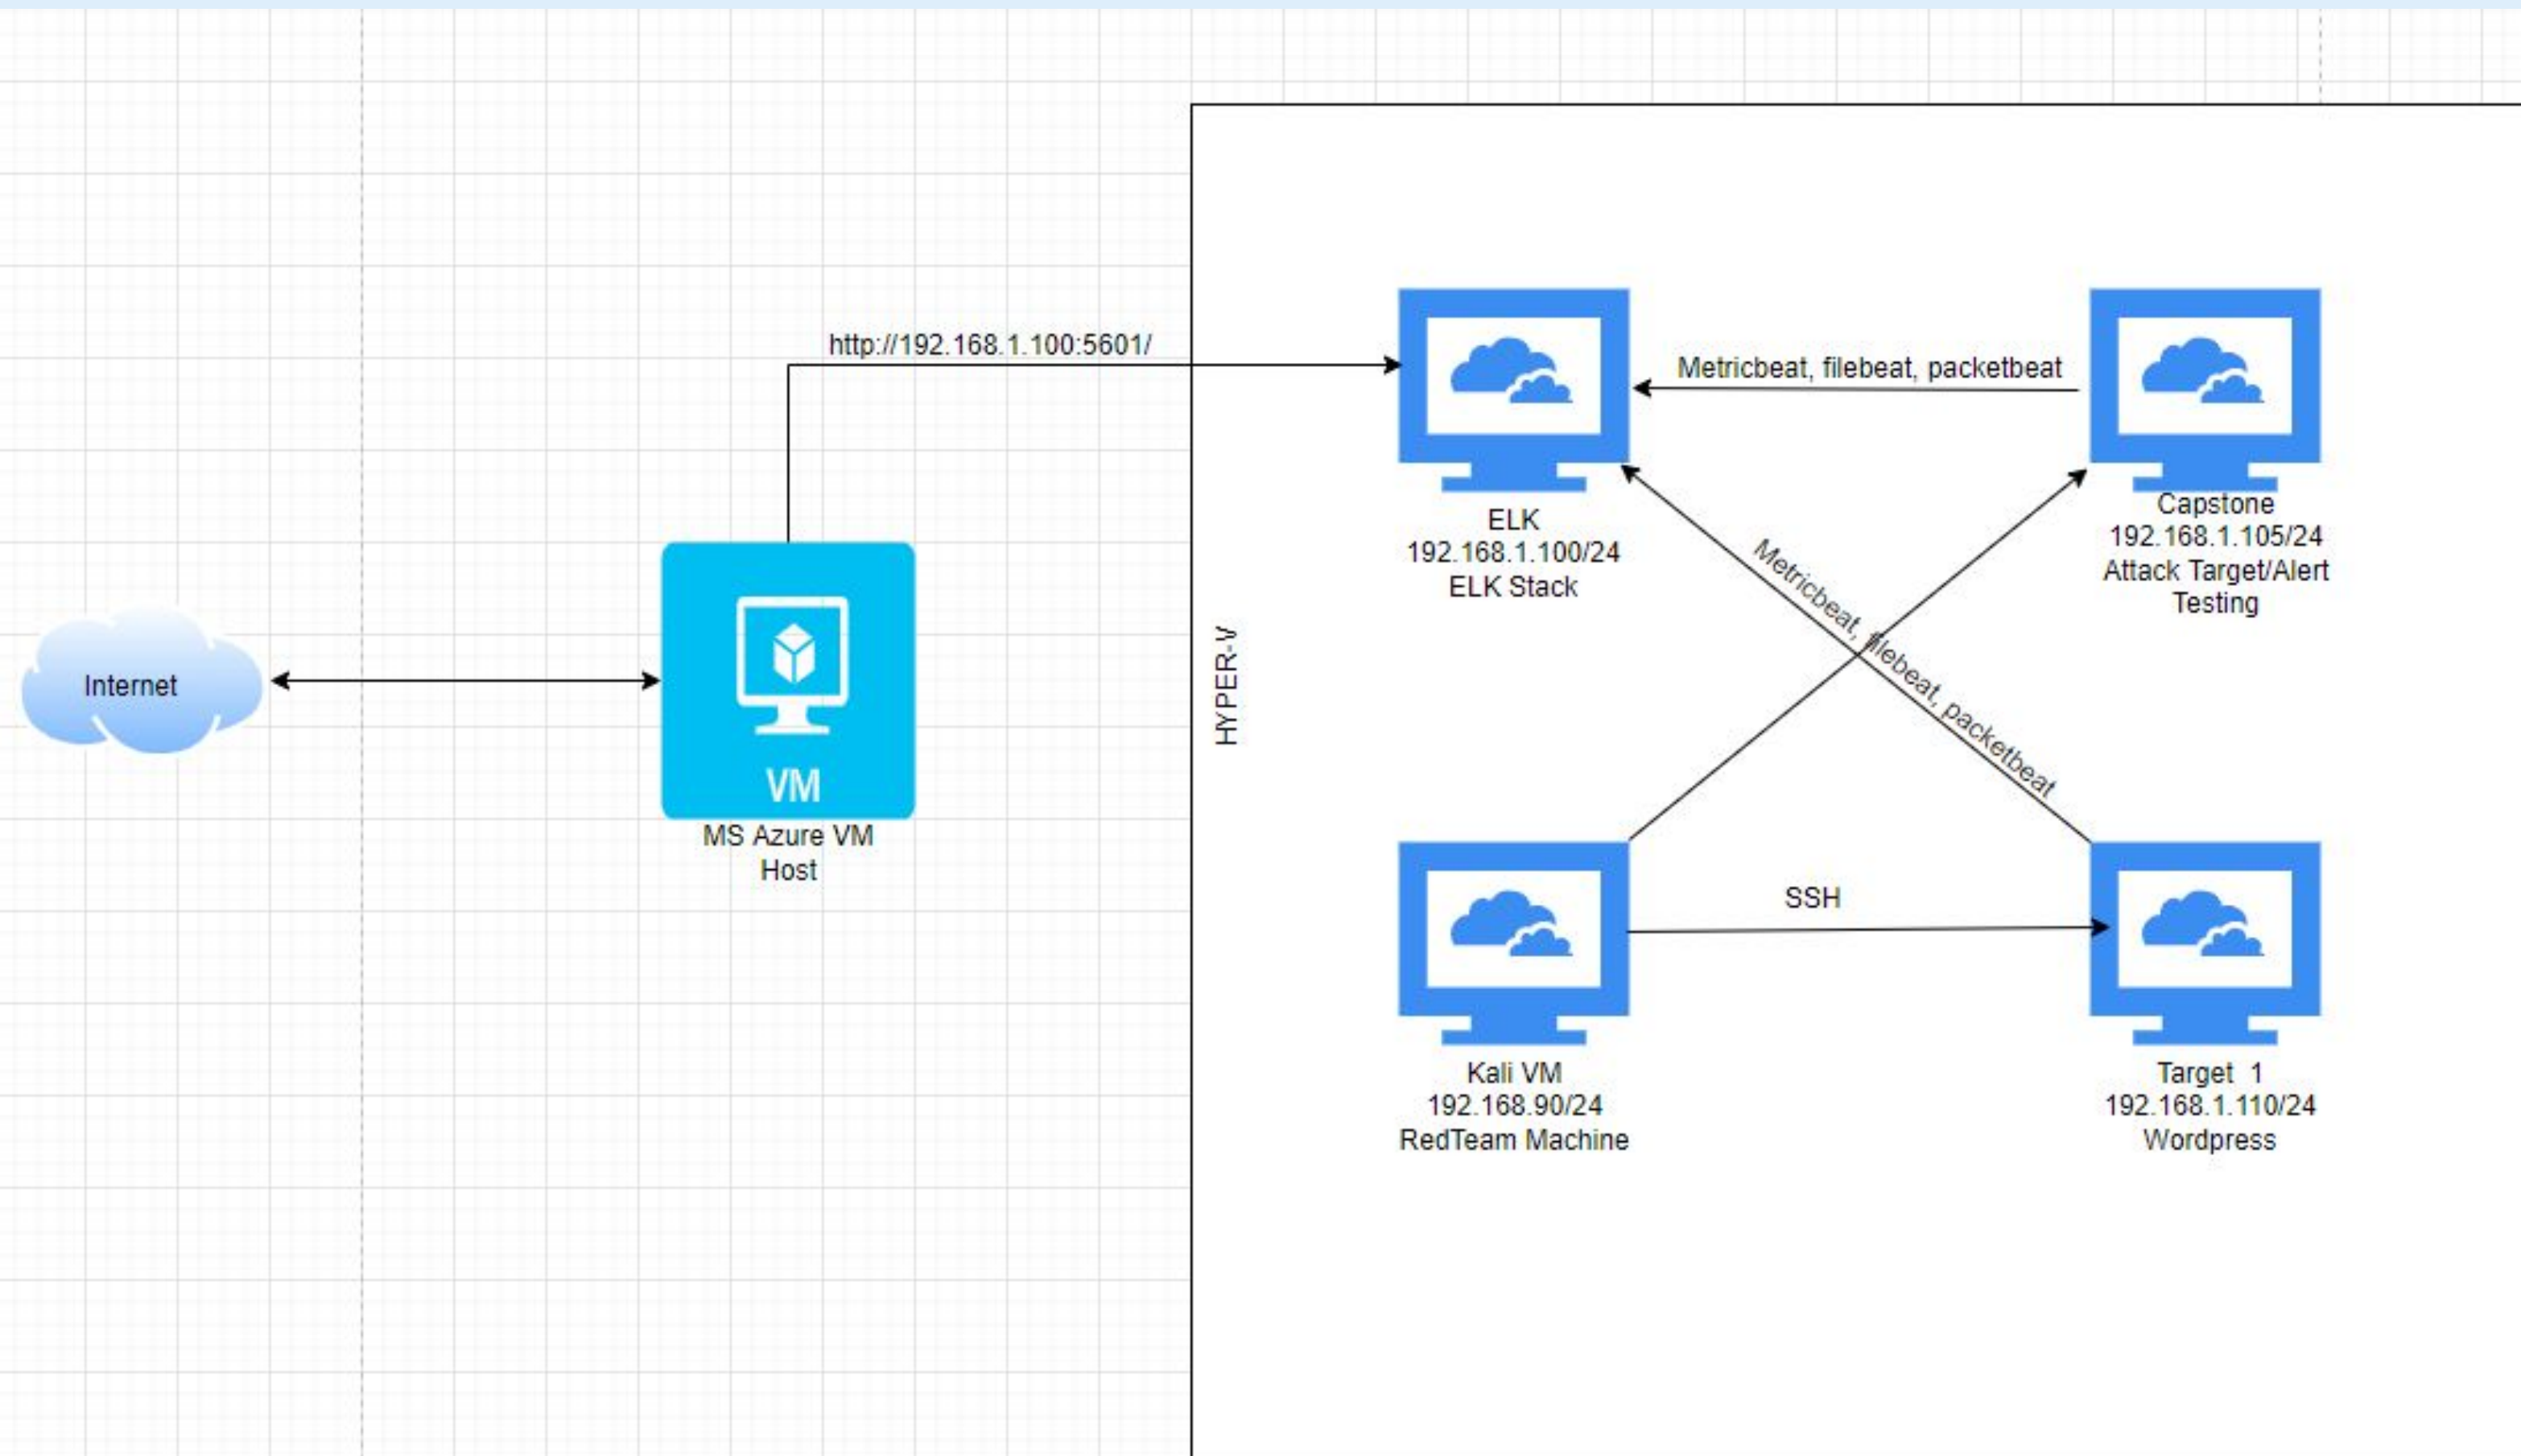 http://192.168.1.100:5601/
Internet
VM
MS Azure VM
Host
HYPER-V
ELK
192.168.1.100/24
ELK Stack
Metricbeat, filebeat, packetbeat
Capstone
192.168.1.105/24
Attack Target/Alert
Testing
Metricbeat, filebeat, packetbeat
SSH
Kali VM
192.168.90/24
RedTeam Machine
Target 1
192.168.1.110/24
Wordpress